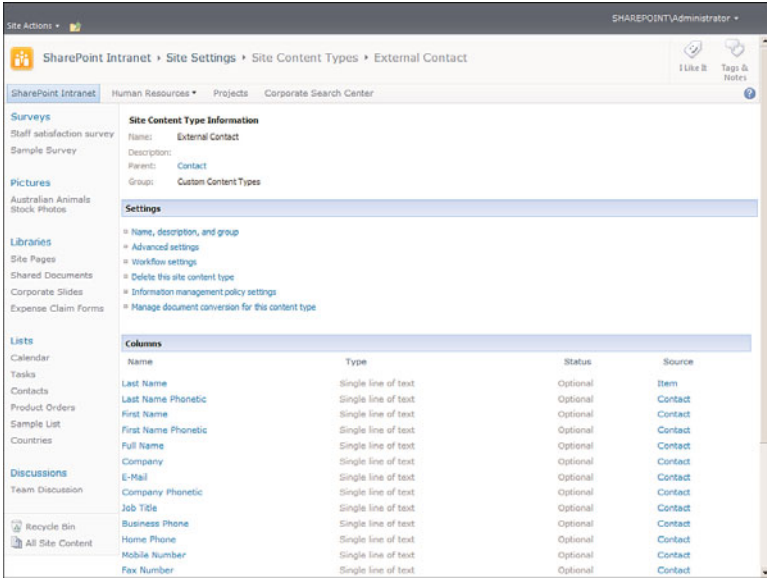 Site Actions
SHAREPOINT\Administrator
SharePoint Intranet › Site Settings › Site Content Types › External Contact
I Like It
Tags & Notes
SharePoint Intranet Human Resources Projects Corporate Search Center
Surveys
Staff satisfaction survey
Sample Survey
Pictures
Australian Animals
Stock Photos
Libraries
Site Pages
Shared Documents
Corporate Slides
Expense Claim Forms
Lists
Calendar
Tasks
Contacts
Product Orders
Sample List
Countries
Discussions
Team Discussion
Recycle Bin
All Site Content
Site Content Type Information
Name: External Contact
Description:
Parent: Contact
Group: Custom Content Types
Settings
Name, description, and group
Advanced settings
Workflow settings
Delete this site content type
Information management policy settings
Manage document conversion for this content type
Columns
Name Type Status Source
Last Name Single line of text Optional Item
Last Name Phonetic Single line of text Optional Contact
First Name Single line of text Optional Contact
First Name Phonetic Single line of text Optional Contact
Full Name Single line of text Optional Contact
Company Single line of text Optional Contact
E-Mail Single line of text Optional Contact
Company Phonetic Single line of text Optional Contact
Job Title Single line of text Optional Contact
Business Phone Single line of text Optional Contact
Home Phone Single line of text Optional Contact
Mobile Number Single line of text Optional Contact
Fax Number Single line of text Optional Contact